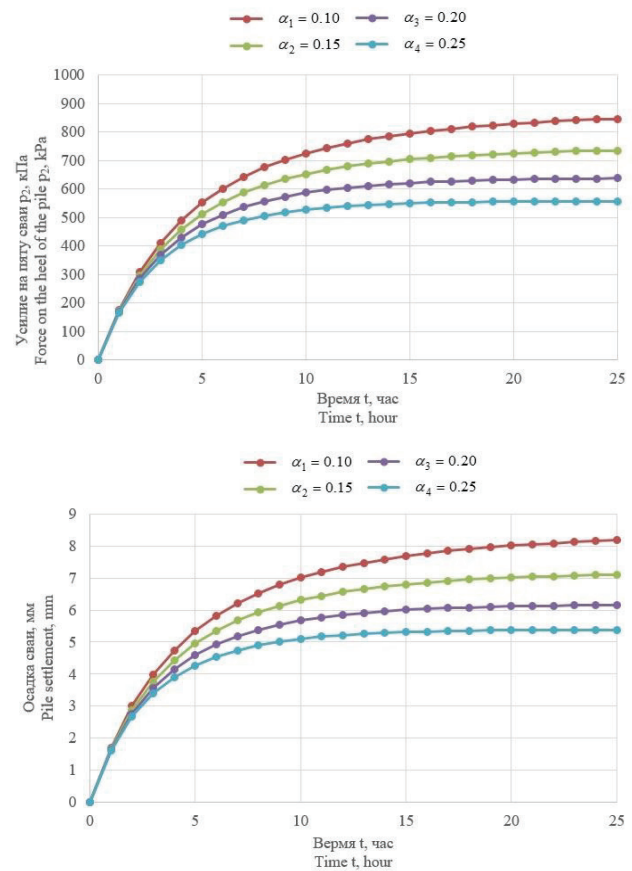 α₁ = 0.10 α₃ = 0.20
α₂ = 0.15 α₄ = 0.25
1000
900
800
700
600
500
400
300
200
100
0
Усилие на пяту сваи p₂, кПа
Force on the heel of the pile p₂, kPa
0 5 10 15 20 25
Время t, час
Time t, hour
α₁ = 0.10 α₃ = 0.20
α₂ = 0.15 α₄ = 0.25
9
8
7
6
5
4
3
2
1
0
Осадка сваи, мм
Pile settlement, mm
0 5 10 15 20 25
Вермя t, час
Time t, hour